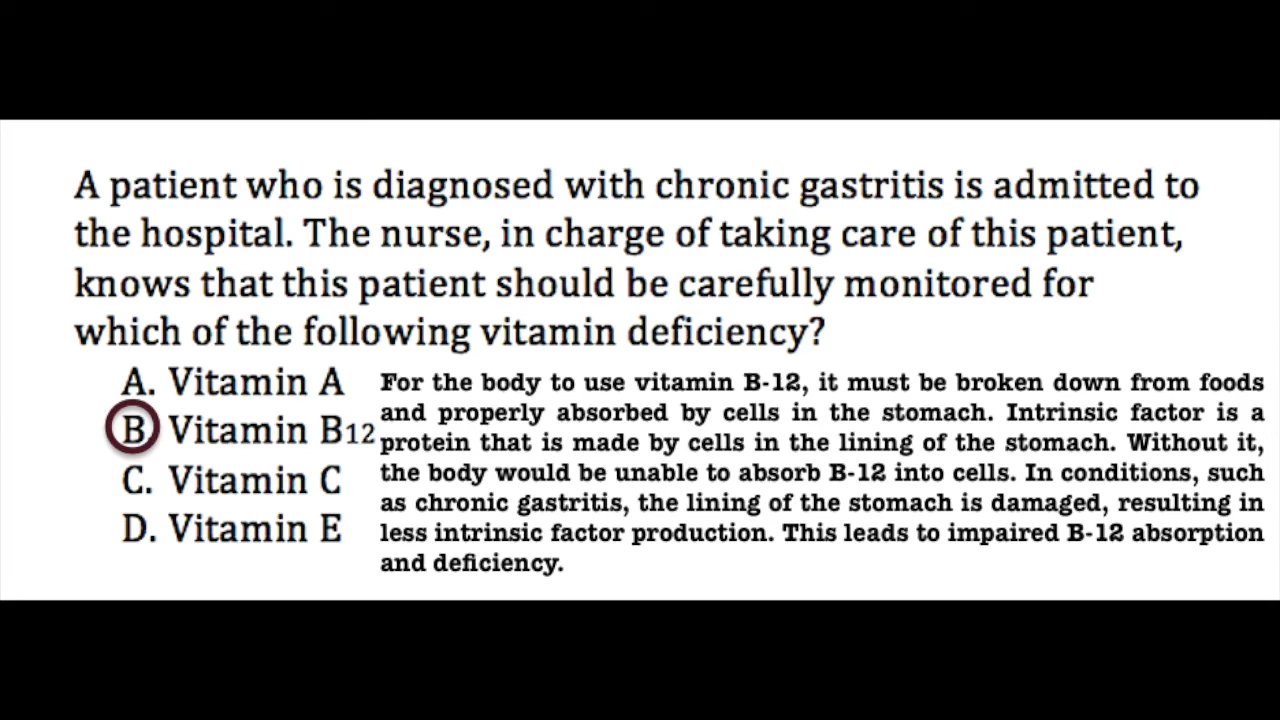 A patient who is diagnosed with chronic gastritis is admitted to
the hospital. The nurse, in charge of taking care of this patient,
knows that this patient should be carefully monitored for
which of the following vitamin deficiency?
A. Vitamin A
B. Vitamin B12
C. Vitamin C
D. Vitamin E
For the body to use vitamin B-12, it must be broken down from foods
and properly absorbed by cells in the stomach. Intrinsic factor is a
protein that is made by cells in the lining of the stomach. Without it,
the body would be unable to absorb B-12 into cells. In conditions, such
as chronic gastritis, the lining of the stomach is damaged, resulting in
less intrinsic factor production. This leads to impaired B-12 absorption
and deficiency.